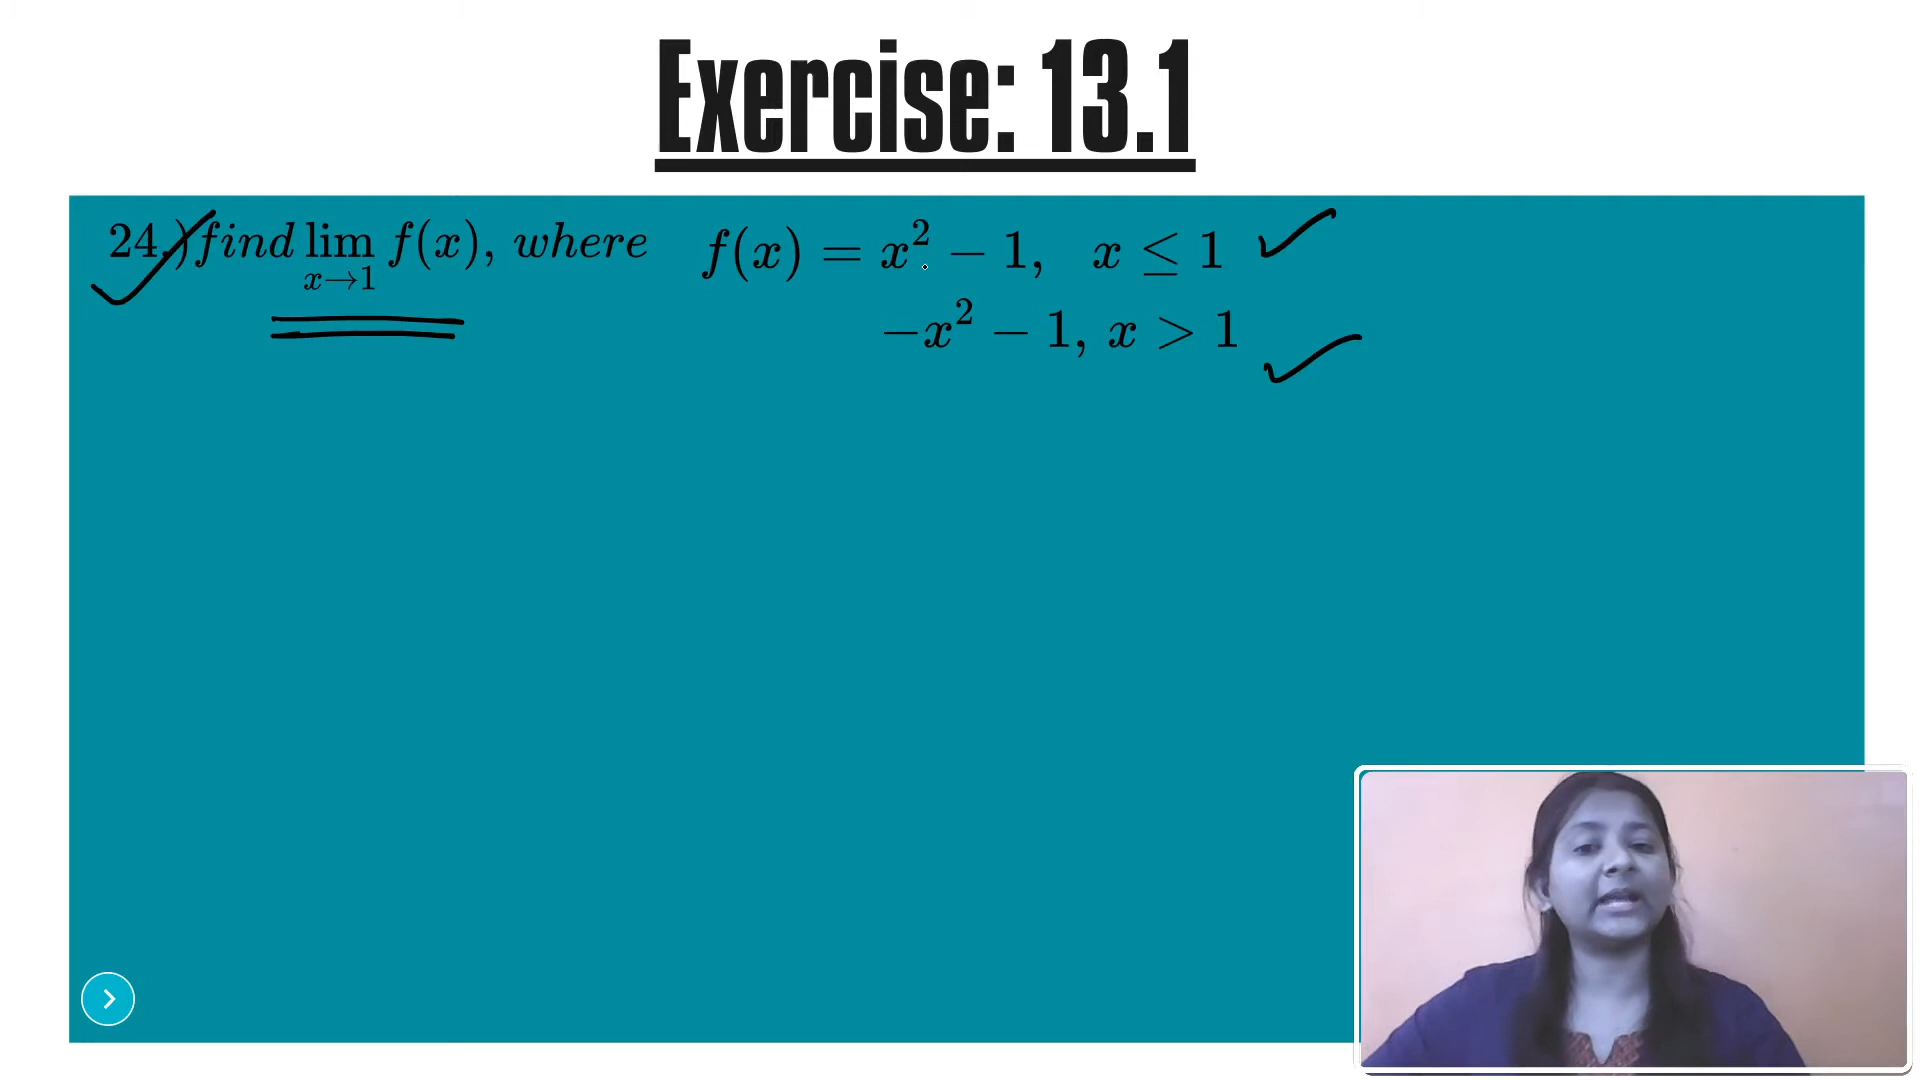 Exercise: 13.1
24.) find lim x→1 f(x), where f(x) = x² − 1, x ≤ 1
−x² − 1, x > 1